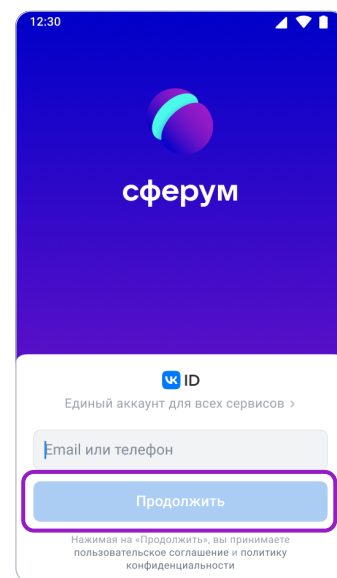 12:30
сферум
VK ID
Единый аккаунт для всех сервисов >
Email или телефон
Продолжить
Нажимая на «Продолжить», вы принимаете
пользовательское соглашение и политику
конфиденциальности